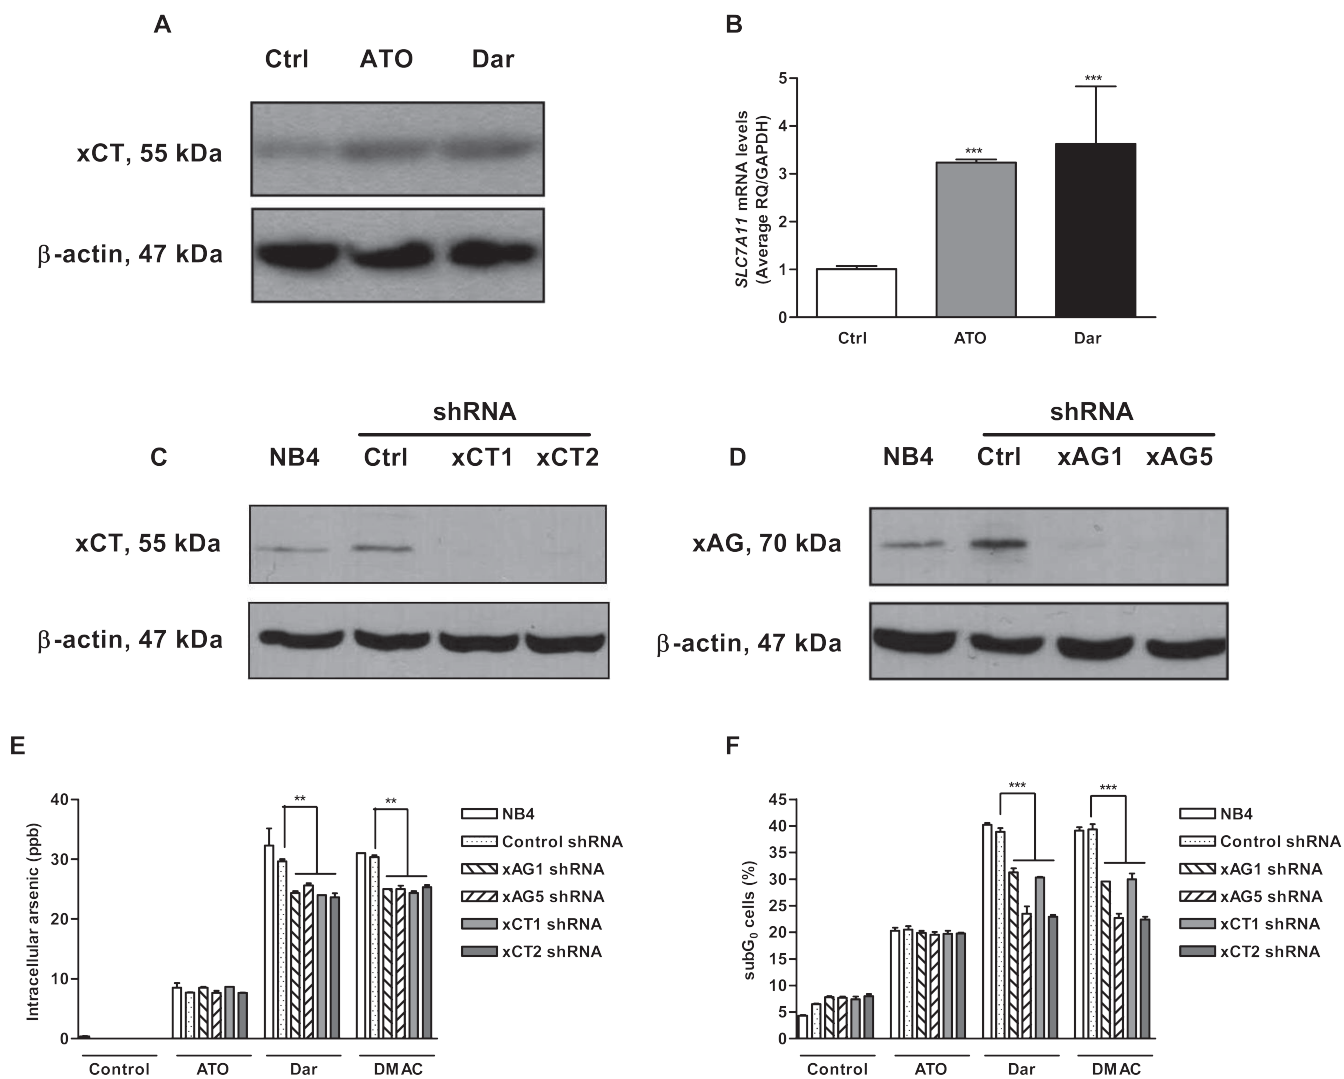 A
Ctrl ATO Dar
xCT, 55 kDa
β-actin, 47 kDa
B
SLC7A11 mRNA levels
(Average RQ/GAPDH)
5
4
3
2
1
0
***
***
Ctrl ATO Dar
C
shRNA
NB4 Ctrl xCT1 xCT2
xCT, 55 kDa
β-actin, 47 kDa
D
shRNA
NB4 Ctrl xAG1 xAG5
xAG, 70 kDa
β-actin, 47 kDa
E
Intracellular arsenic (ppb)
40
30
20
10
0
**
**
Control ATO Dar DMAC
NB4
Control shRNA
xAG1 shRNA
xAG5 shRNA
xCT1 shRNA
xCT2 shRNA
F
subG₀ cells (%)
45
40
35
30
25
20
15
10
5
0
***
***
Control ATO Dar DMAC
NB4
Control shRNA
xAG1 shRNA
xAG5 shRNA
xCT1 shRNA
xCT2 shRNA